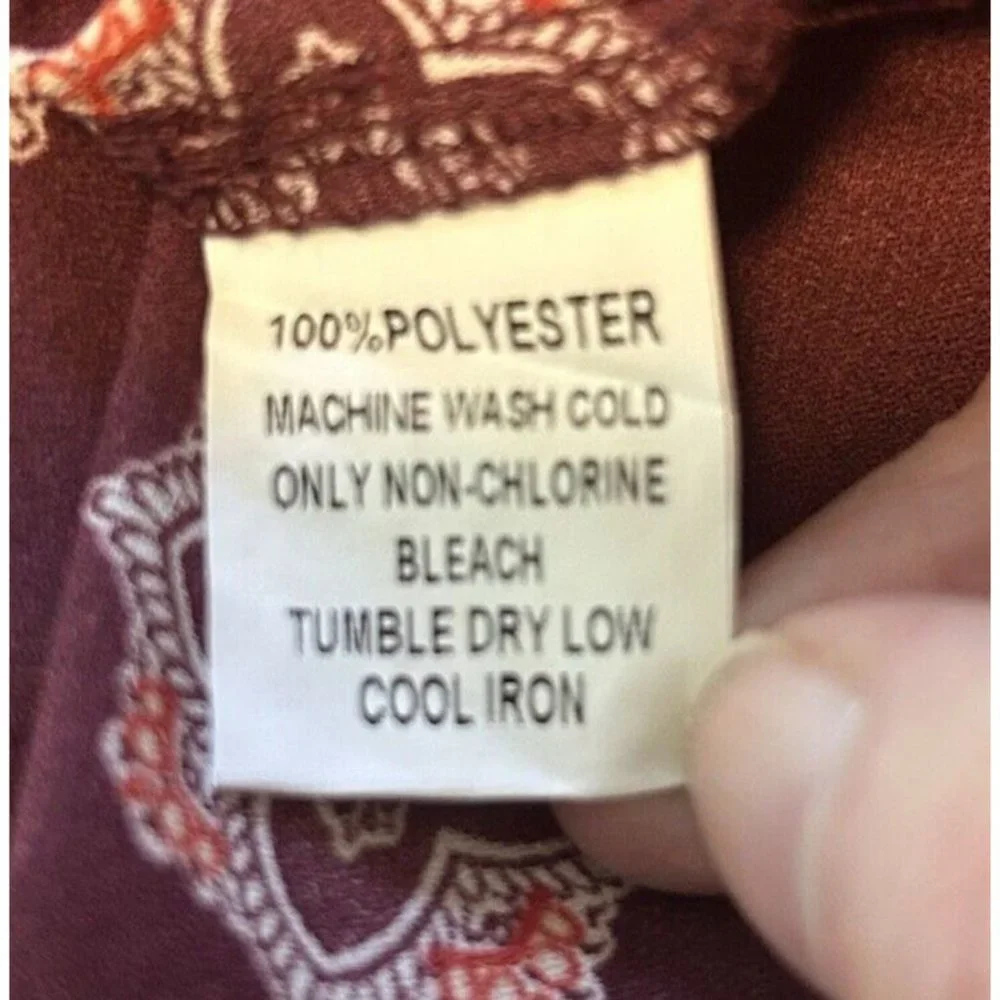 100%POLYESTER
MACHINE WASH COLD
ONLY NON-CHLORINE
BLEACH
TUMBLE DRY LOW
COOL IRON